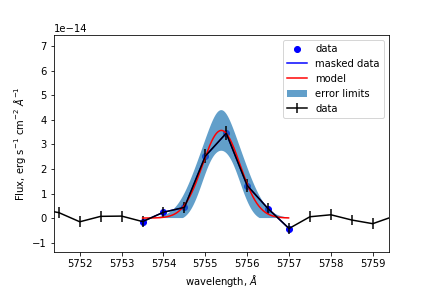 1e−14
7
6
5
4
3
2
1
0
−1
Flux, erg s⁻¹ cm⁻² Å⁻¹
data
masked data
model
error limits
data
5752 5753 5754 5755 5756 5757 5758 5759
wavelength, Å